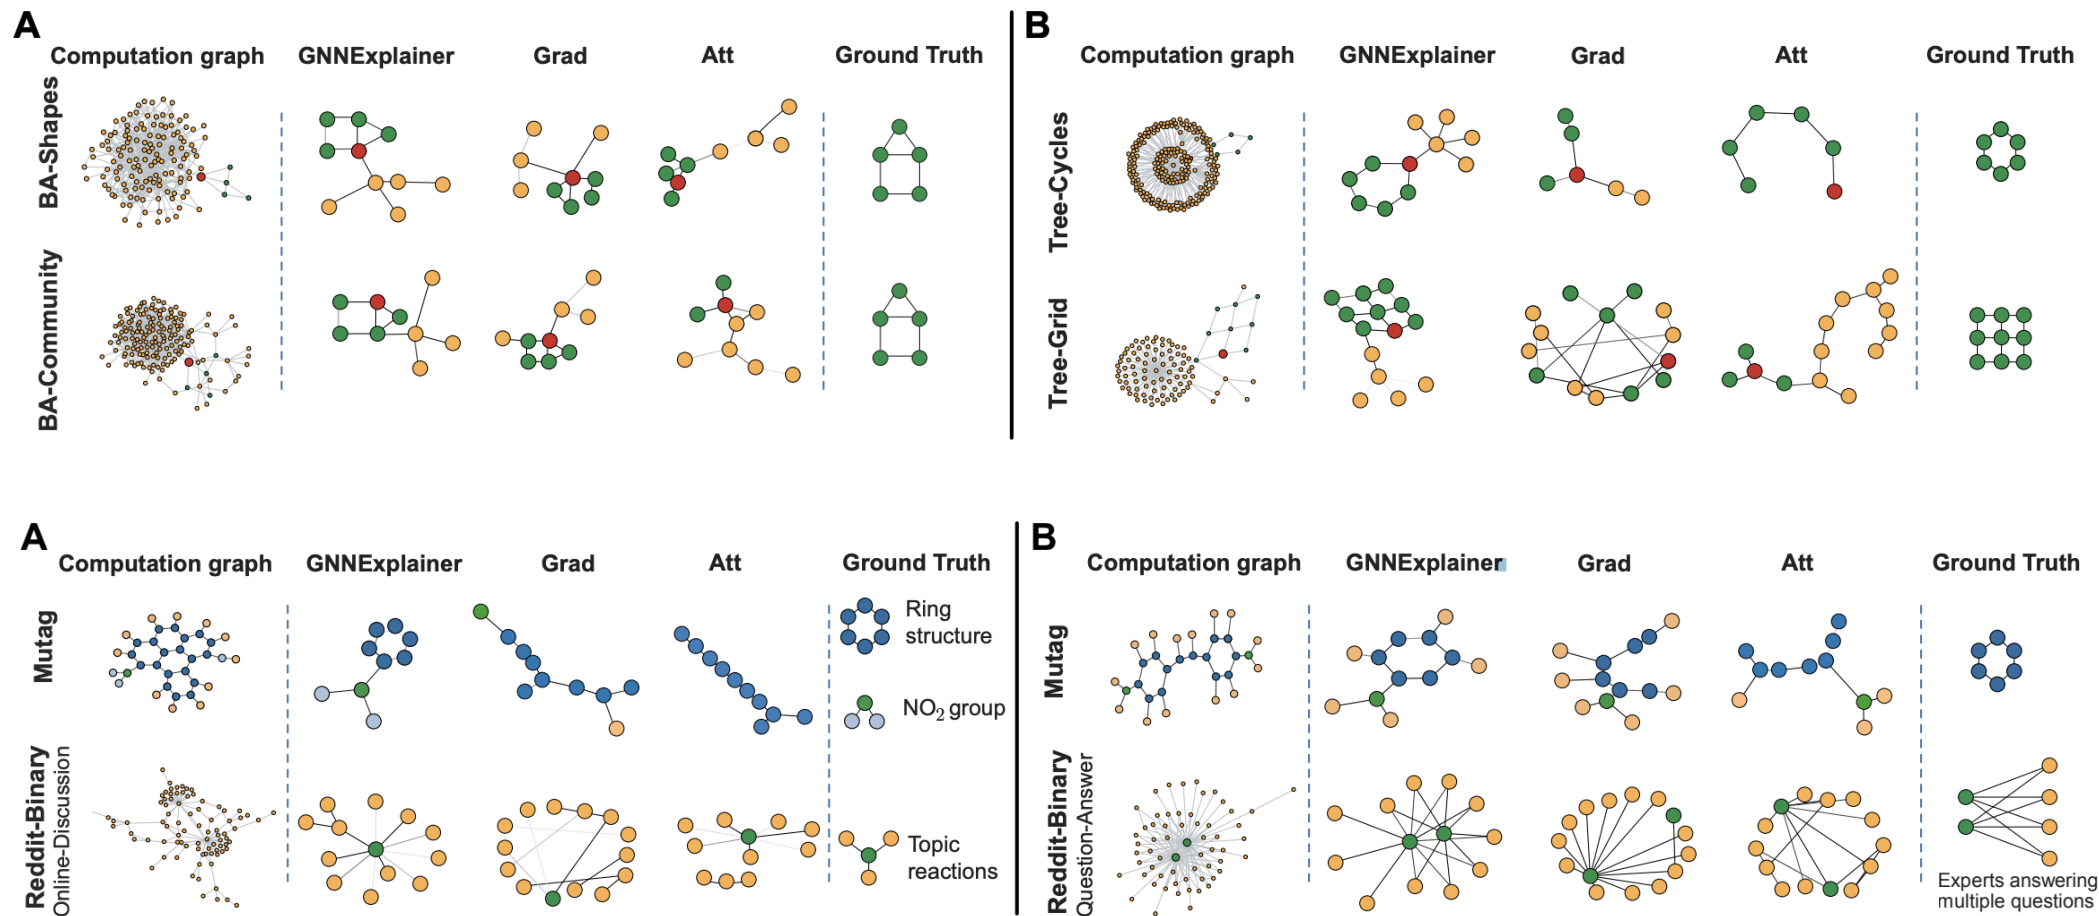 A
Computation graph GNNExplainer Grad Att Ground Truth
BA-Shapes
BA-Community
B
Computation graph GNNExplainer Grad Att Ground Truth
Tree-Cycles
Tree-Grid
A
Computation graph GNNExplainer Grad Att Ground Truth
Mutag
Ring
structure
NO₂ group
Reddit-Binary
Online-Discussion
Topic
reactions
B
Computation graph GNNExplainer Grad Att Ground Truth
Mutag
Reddit-Binary
Question-Answer
Experts answering
multiple questions